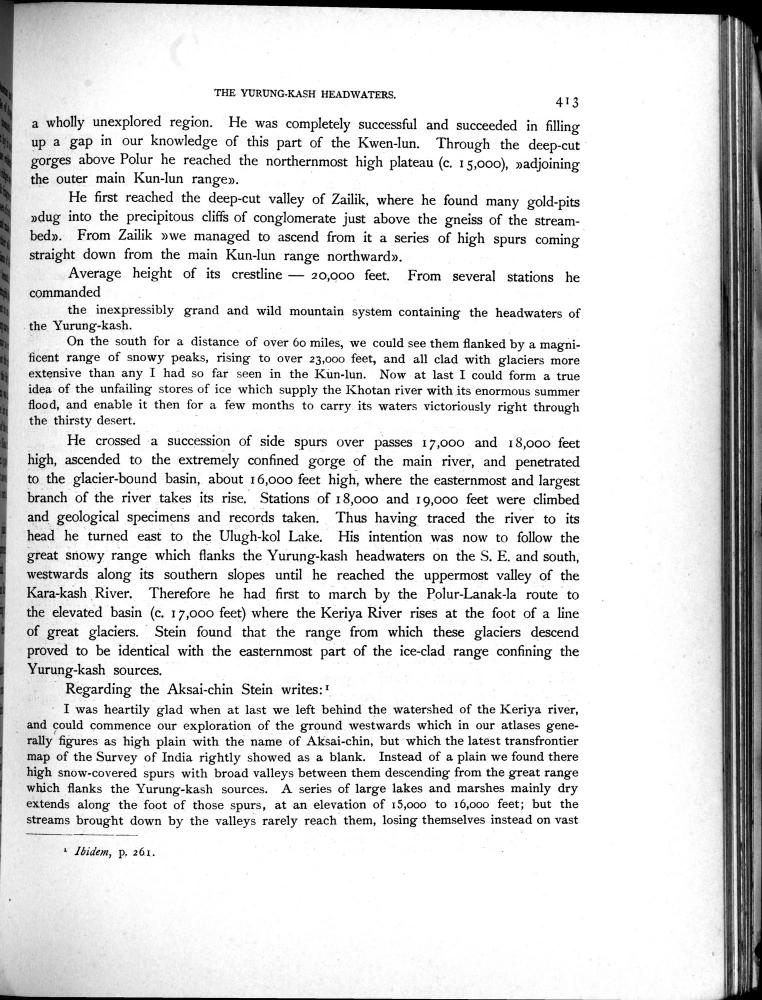 THE YURUNG-KASH HEADWATERS.
413
a wholly unexplored region. He was completely successful and succeeded in filling
up a gap in our knowledge of this part of the Kwen-lun. Through the deep-cut
gorges above Polur he reached the northernmost high plateau (c. 15,000), »adjoining
the outer main Kun-lun range».
He first reached the deep-cut valley of Zailik, where he found many gold-pits
»dug into the precipitous cliffs of conglomerate just above the gneiss of the stream-
bed». From Zailik »we managed to ascend from it a series of high spurs coming
straight down from the main Kun-lun range northward».
Average height of its crestline — 20,000 feet. From several stations he
commanded
the inexpressibly grand and wild mountain system containing the headwaters of
the Yurung-kash.
On the south for a distance of over 60 miles, we could see them flanked by a magni-
ficent range of snowy peaks, rising to over 23,000 feet, and all clad with glaciers more
extensive than any I had so far seen in the Kun-lun. Now at last I could form a true
idea of the unfailing stores of ice which supply the Khotan river with its enormous summer
flood, and enable it then for a few months to carry its waters victoriously right through
the thirsty desert.
He crossed a succession of side spurs over passes 17,000 and 18,000 feet
high, ascended to the extremely confined gorge of the main river, and penetrated
to the glacier-bound basin, about 16,000 feet high, where the easternmost and largest
branch of the river takes its rise. Stations of 18,000 and 19,000 feet were climbed
and geological specimens and records taken. Thus having traced the river to its
head he turned east to the Ulugh-kol Lake. His intention was now to follow the
great snowy range which flanks the Yurung-kash headwaters on the S. E. and south,
westwards along its southern slopes until he reached the uppermost valley of the
Kara-kash River. Therefore he had first to march by the Polur-Lanak-la route to
the elevated basin (c. 17,000 feet) where the Keriya River rises at the foot of a line
of great glaciers. Stein found that the range from which these glaciers descend
proved to be identical with the easternmost part of the ice-clad range confining the
Yurung-kash sources.
Regarding the Aksai-chin Stein writes:¹
I was heartily glad when at last we left behind the watershed of the Keriya river,
and could commence our exploration of the ground westwards which in our atlases gene-
rally figures as high plain with the name of Aksai-chin, but which the latest transfrontier
map of the Survey of India rightly showed as a blank. Instead of a plain we found there
high snow-covered spurs with broad valleys between them descending from the great range
which flanks the Yurung-kash sources. A series of large lakes and marshes mainly dry
extends along the foot of those spurs, at an elevation of 15,000 to 16,000 feet; but the
streams brought down by the valleys rarely reach them, losing themselves instead on vast
¹ Ibidem, p. 261.